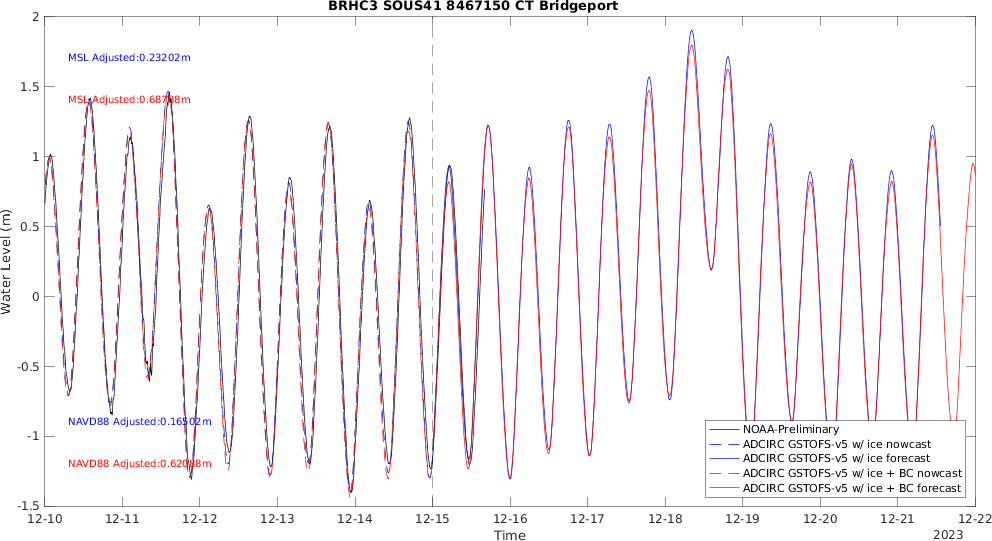 BRHC3 SOUS41 8467150 CT Bridgeport
2
MSL Adjusted:0.23202m
1.5
MSL Adjusted:0.68788m
1
0.5
Water Level (m)
0
-0.5
NAVD88 Adjusted:0.16502m
-1
NAVD88 Adjusted:0.62088m
-1.5
NOAA-Preliminary
ADCIRC GSTOFS-v5 w/ ice nowcast
ADCIRC GSTOFS-v5 w/ ice forecast
ADCIRC GSTOFS-v5 w/ ice + BC nowcast
ADCIRC GSTOFS-v5 w/ ice + BC forecast
12-10 12-11 12-12 12-13 12-14 12-15 12-16 12-17 12-18 12-19 12-20 12-21 12-22
Time
2023